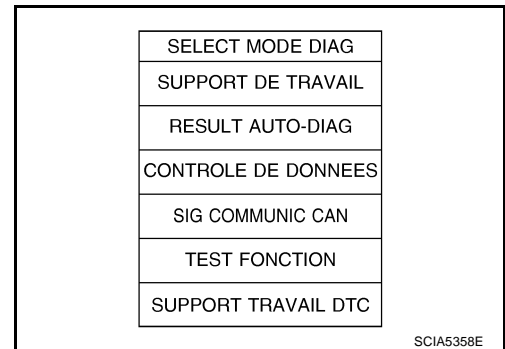 SELECT MODE DIAG
SUPPORT DE TRAVAIL
RESULT AUTO-DIAG
CONTROLE DE DONNEES
SIG COMMUNIC CAN
TEST FONCTION
SUPPORT TRAVAIL DTC
SCIA5358E